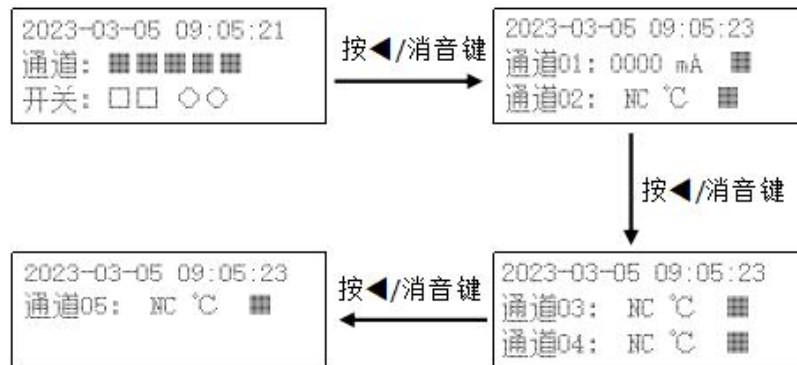 2023-03-05 09:05:21
通道: ▦▦▦▦▦
开关: □□ ◇◇
按◀/消音键
2023-03-05 09:05:23
通道01: 0000 mA ▦
通道02: NC ℃ ▦
按◀/消音键
2023-03-05 09:05:23
通道03: NC ℃ ▦
通道04: NC ℃ ▦
按◀/消音键
2023-03-05 09:05:23
通道05: NC ℃ ▦